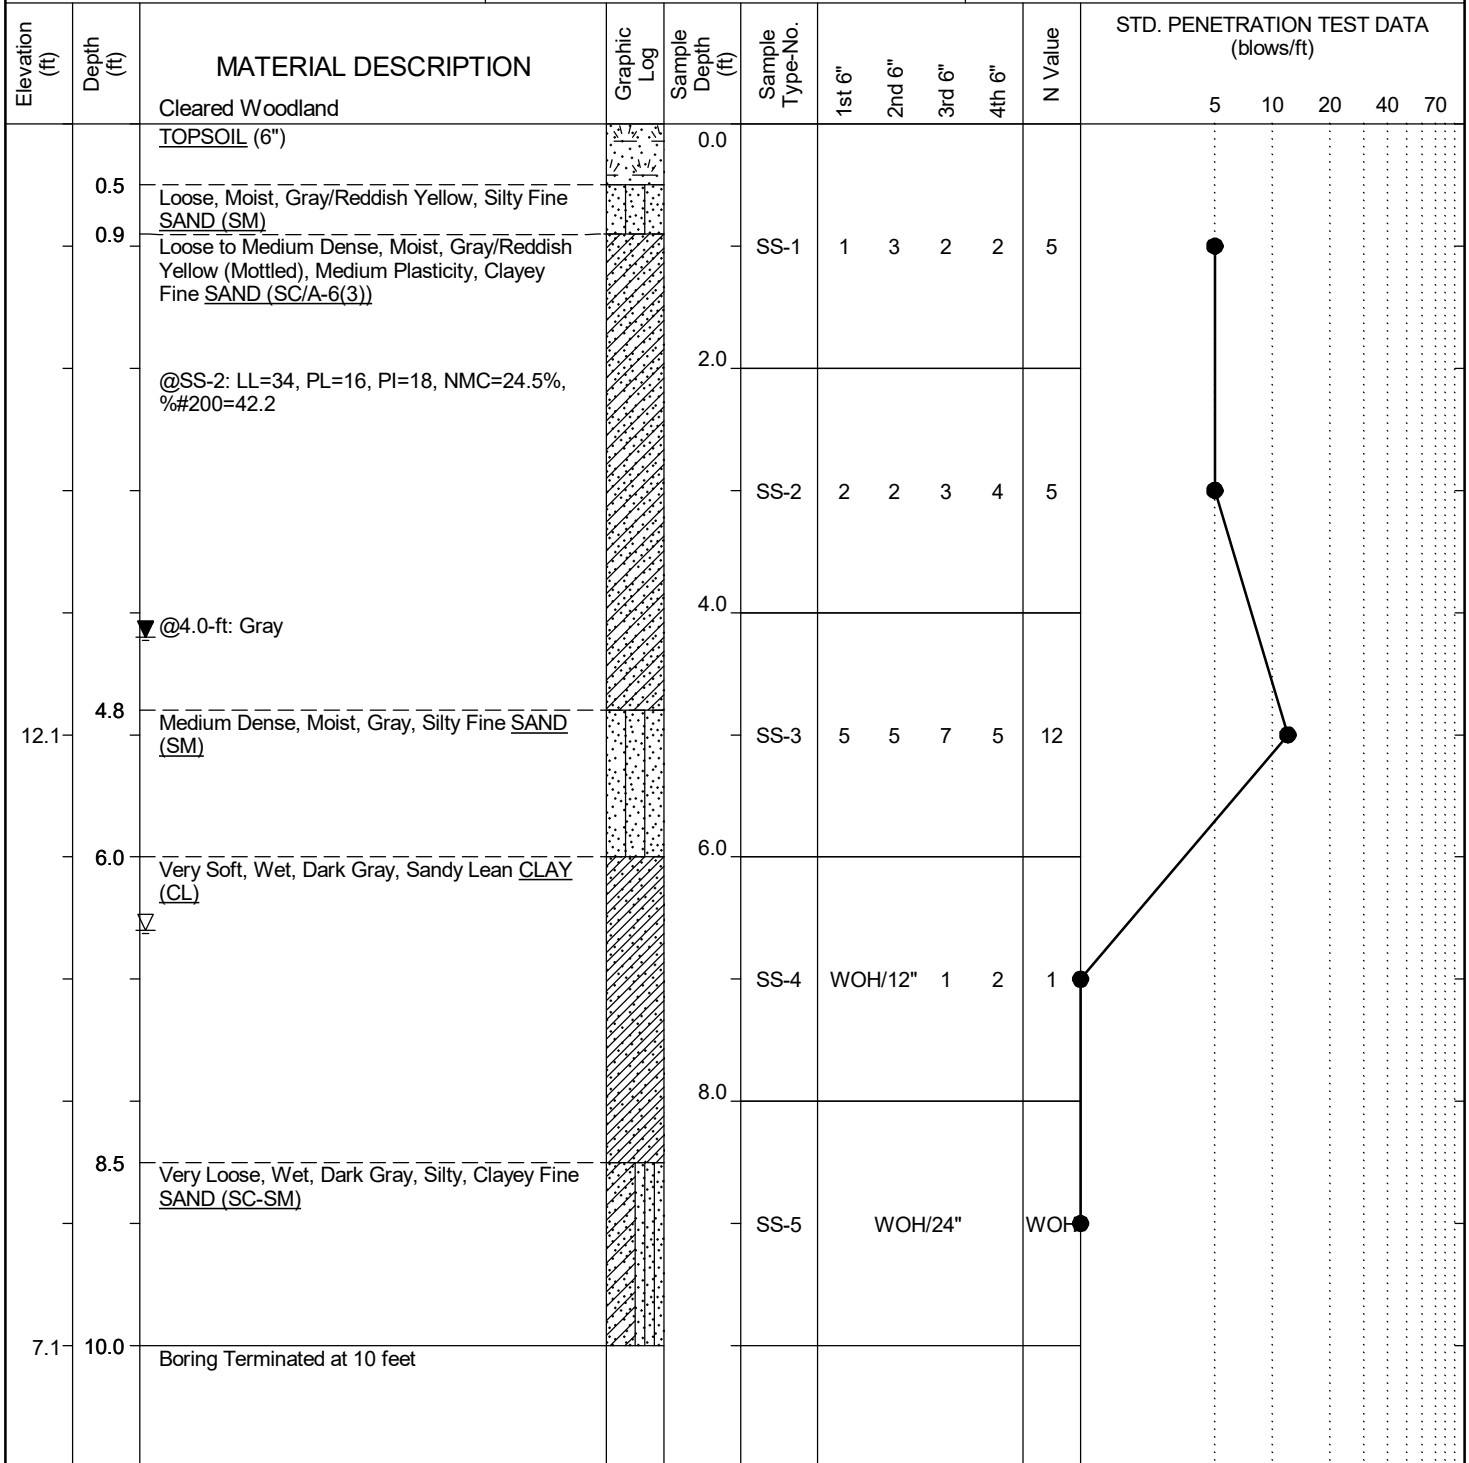 Elevation
(ft)
Depth
(ft)
MATERIAL DESCRIPTION
Cleared Woodland
Graphic
Log
Sample
Depth
(ft)
Sample
Type-No.
1st 6"
2nd 6"
3rd 6"
4th 6"
N Value
STD. PENETRATION TEST DATA
(blows/ft)
5 10 20 40 70
TOPSOIL (6")
0.0
0.5
Loose, Moist, Gray/Reddish Yellow, Silty Fine
SAND (SM)
0.9
Loose to Medium Dense, Moist, Gray/Reddish
Yellow (Mottled), Medium Plasticity, Clayey
Fine SAND (SC/A-6(3))
SS-1 1 3 2 2 5
2.0
@SS-2: LL=34, PL=16, PI=18, NMC=24.5%,
%#200=42.2
SS-2 2 2 3 4 5
4.0
@4.0-ft: Gray
4.8
Medium Dense, Moist, Gray, Silty Fine SAND
(SM)
12.1
SS-3 5 5 7 5 12
6.0
6.0
Very Soft, Wet, Dark Gray, Sandy Lean CLAY
(CL)
SS-4 WOH/12" 1 2 1
8.0
8.5
Very Loose, Wet, Dark Gray, Silty, Clayey Fine
SAND (SC-SM)
SS-5 WOH/24" WOH
7.1 10.0
Boring Terminated at 10 feet